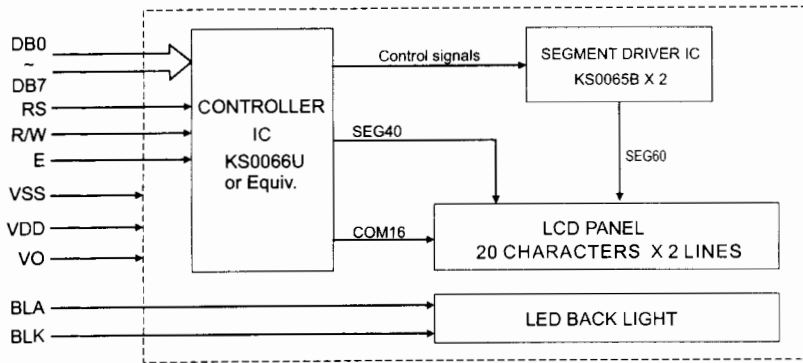 DB0
~
DB7
RS
R/W
E
VSS
VDD
VO
BLA
BLK
CONTROLLER
IC
KS0066U
or Equiv.
Control signals
SEG40
COM16
SEGMENT DRIVER IC
KS0065B X 2
SEG60
LCD PANEL
20 CHARACTERS X 2 LINES
LED BACK LIGHT